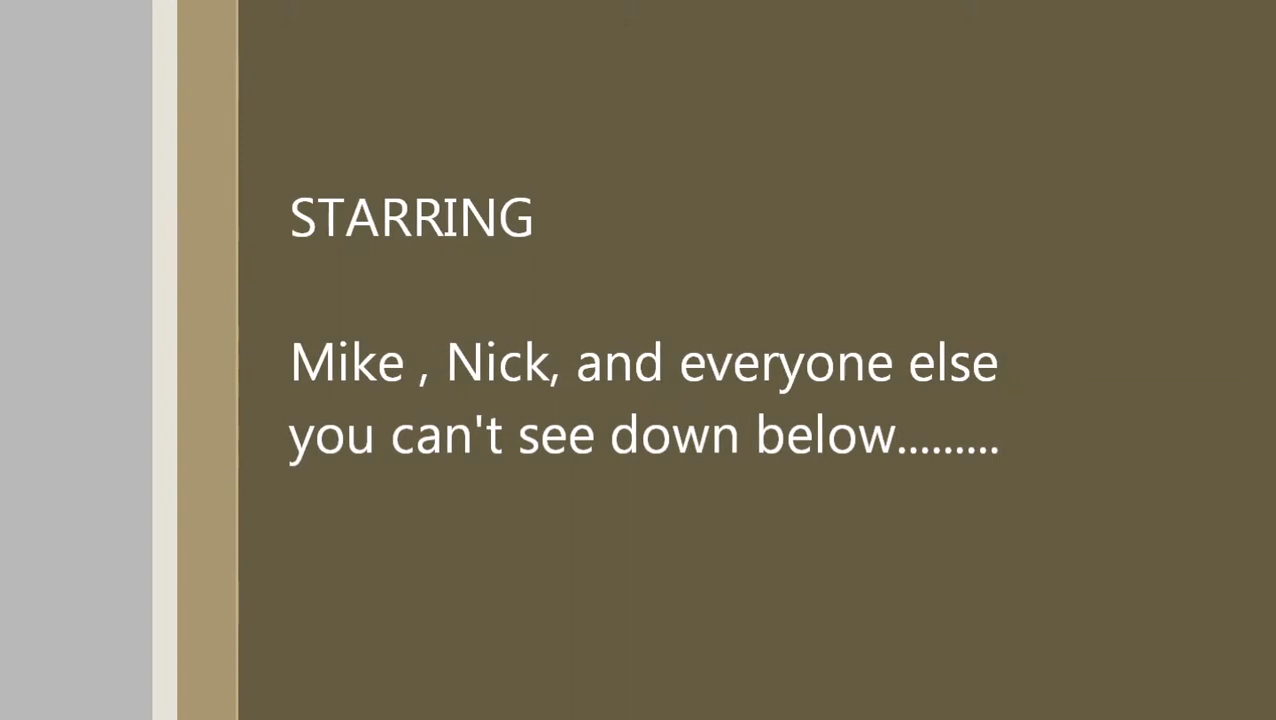 STARRING
Mike , Nick, and everyone else
you can't see down below.........